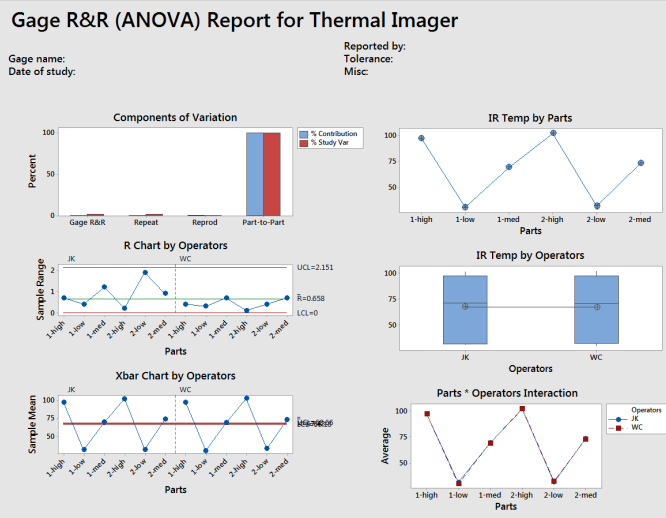 Gage R&R (ANOVA) Report for Thermal Imager
Reported by:
Gage name:
Tolerance:
Date of study:
Misc:
Components of Variation
% Contribution
% Study Var
Percent
100
50
0
Gage R&R Repeat Reprod Part-to-Part
IR Temp by Parts
100
75
50
1-high 1-low 1-med 2-high 2-low 2-med
Parts
R Chart by Operators
JK WC
Sample Range
2
1
0
UCL=2.151
R=0.658
LCL=0
1-high 1-low 1-med 2-high 2-low 2-med 1-high 1-low 1-med 2-high 2-low 2-med
Parts
IR Temp by Operators
100
75
50
JK WC
Operators
Xbar Chart by Operators
JK WC
Sample Mean
100
75
50
1-high 1-low 1-med 2-high 2-low 2-med 1-high 1-low 1-med 2-high 2-low 2-med
Parts
Parts * Operators Interaction
Operators
JK
WC
Average
100
75
50
1-high 1-low 1-med 2-high 2-low 2-med
Parts